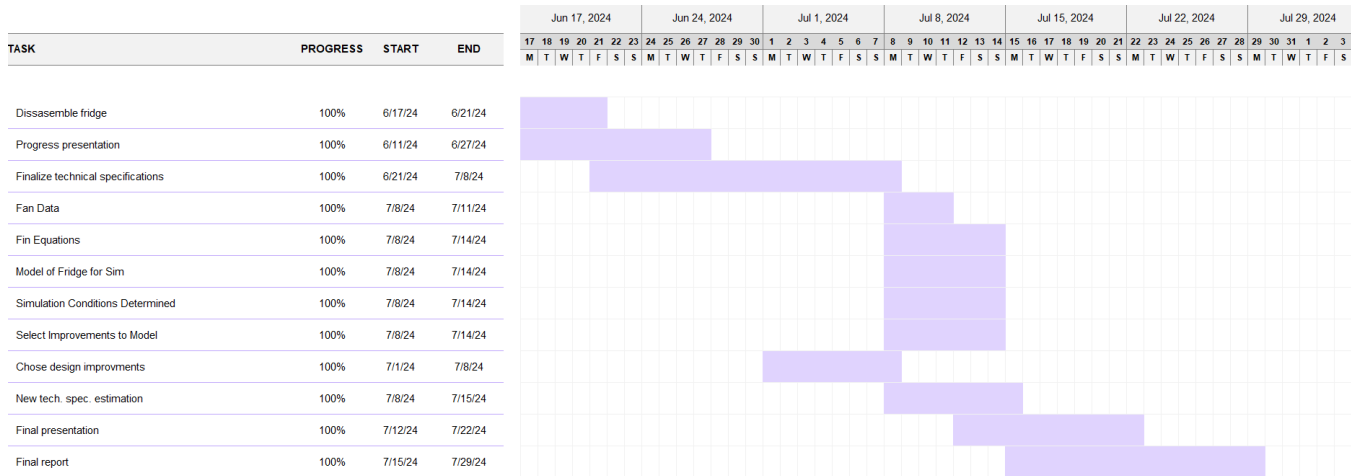 Jun 17, 2024 Jun 24, 2024 Jul 1, 2024 Jul 8, 2024 Jul 15, 2024 Jul 22, 2024 Jul 29, 2024
TASK PROGRESS START END 17 18 19 20 21 22 23 24 25 26 27 28 29 30 1 2 3 4 5 6 7 8 9 10 11 12 13 14 15 16 17 18 19 20 21 22 23 24 25 26 27 28 29 30 31 1 2 3
M T W T F S S M T W T F S S M T W T F S S M T W T F S S M T W T F S S M T W T F S S M T W T F S
Dissasemble fridge 100% 6/17/24 6/21/24
Progress presentation 100% 6/11/24 6/27/24
Finalize technical specifications 100% 6/21/24 7/8/24
Fan Data 100% 7/8/24 7/11/24
Fin Equations 100% 7/8/24 7/14/24
Model of Fridge for Sim 100% 7/8/24 7/14/24
Simulation Conditions Determined 100% 7/8/24 7/14/24
Select Improvements to Model 100% 7/8/24 7/14/24
Chose design improvments 100% 7/1/24 7/8/24
New tech. spec. estimation 100% 7/8/24 7/15/24
Final presentation 100% 7/12/24 7/22/24
Final report 100% 7/15/24 7/29/24